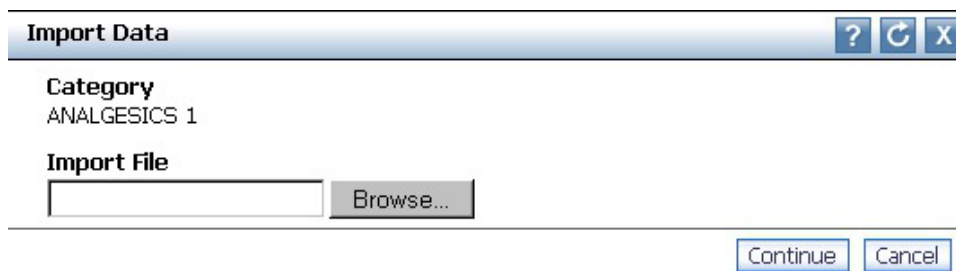 Import Data ? X
Category
ANALGESICS 1
Import File
Browse...
Continue Cancel